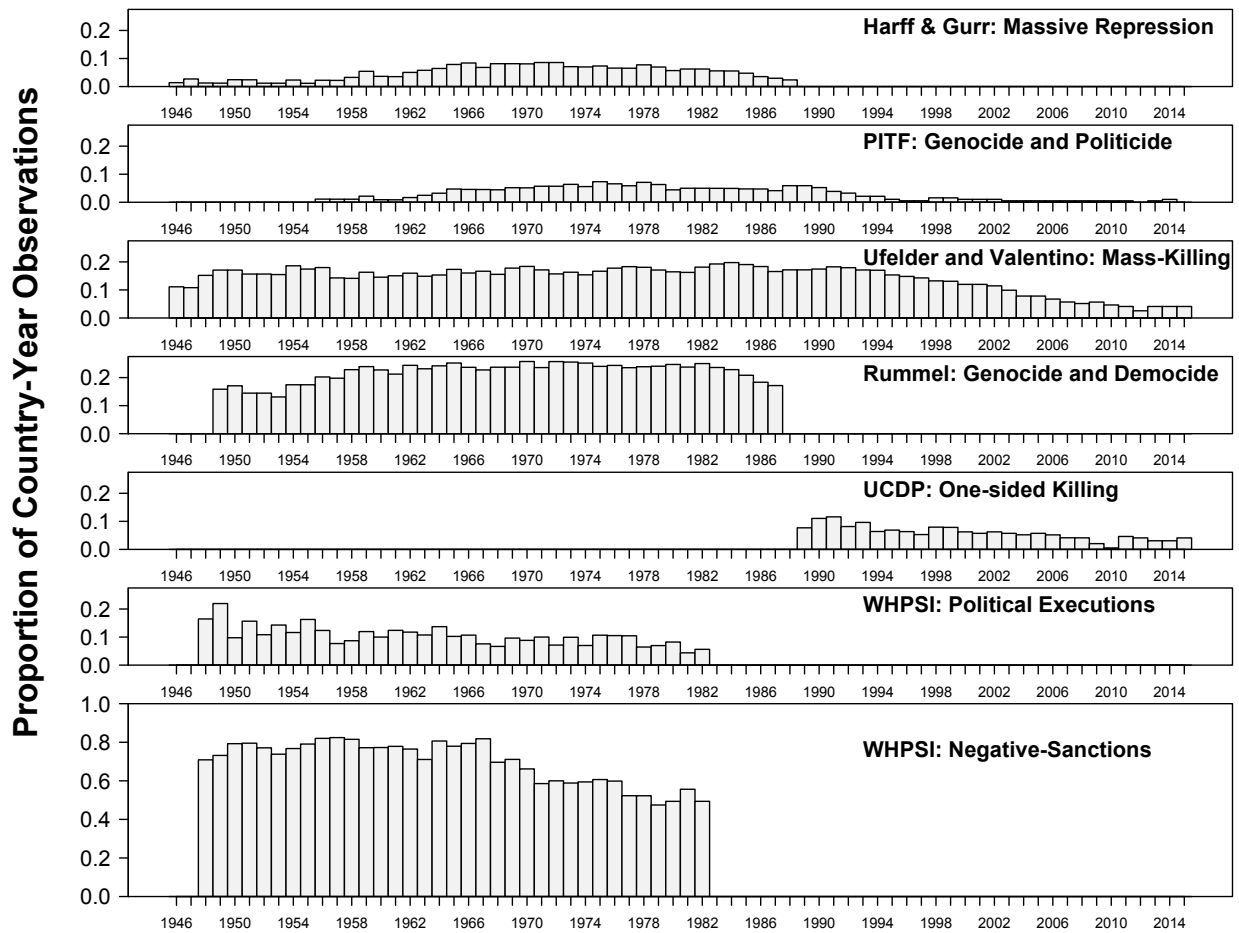 Proportion of Country-Year Observations
Harff & Gurr: Massive Repression
0.2
0.1
0.0
1946 1950 1954 1958 1962 1966 1970 1974 1978 1982 1986 1990 1994 1998 2002 2006 2010 2014
PITF: Genocide and Politicide
0.2
0.1
0.0
1946 1950 1954 1958 1962 1966 1970 1974 1978 1982 1986 1990 1994 1998 2002 2006 2010 2014
Ufelder and Valentino: Mass-Killing
0.2
0.1
0.0
1946 1950 1954 1958 1962 1966 1970 1974 1978 1982 1986 1990 1994 1998 2002 2006 2010 2014
Rummel: Genocide and Democide
0.2
0.1
0.0
1946 1950 1954 1958 1962 1966 1970 1974 1978 1982 1986 1990 1994 1998 2002 2006 2010 2014
UCDP: One-sided Killing
0.2
0.1
0.0
1946 1950 1954 1958 1962 1966 1970 1974 1978 1982 1986 1990 1994 1998 2002 2006 2010 2014
WHPSI: Political Executions
0.2
0.1
0.0
1946 1950 1954 1958 1962 1966 1970 1974 1978 1982 1986 1990 1994 1998 2002 2006 2010 2014
1.0
WHPSI: Negative-Sanctions
0.8
0.6
0.4
0.2
0.0
1946 1950 1954 1958 1962 1966 1970 1974 1978 1982 1986 1990 1994 1998 2002 2006 2010 2014